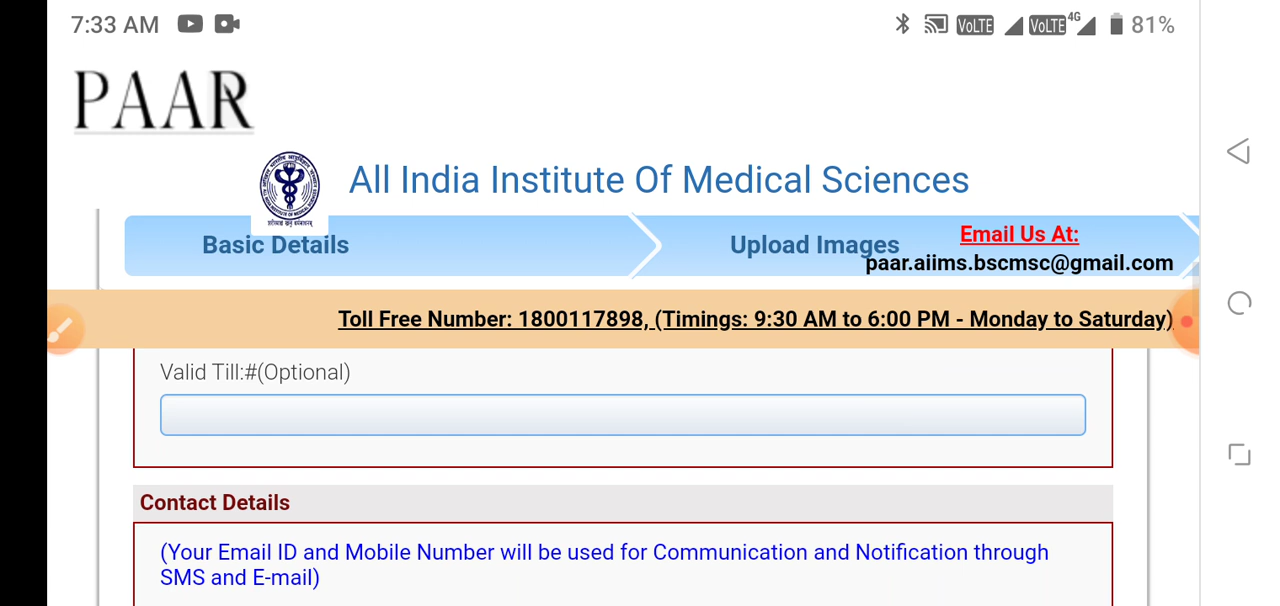 7:33 AM
VoLTE VoLTE 4G 81%
PAAR
All India Institute Of Medical Sciences
Basic Details
Upload Images
Email Us At:
paar.aiims.bscmsc@gmail.com
Toll Free Number: 1800117898, (Timings: 9:30 AM to 6:00 PM - Monday to Saturday)
Valid Till:#(Optional)
Contact Details
(Your Email ID and Mobile Number will be used for Communication and Notification through
SMS and E-mail)